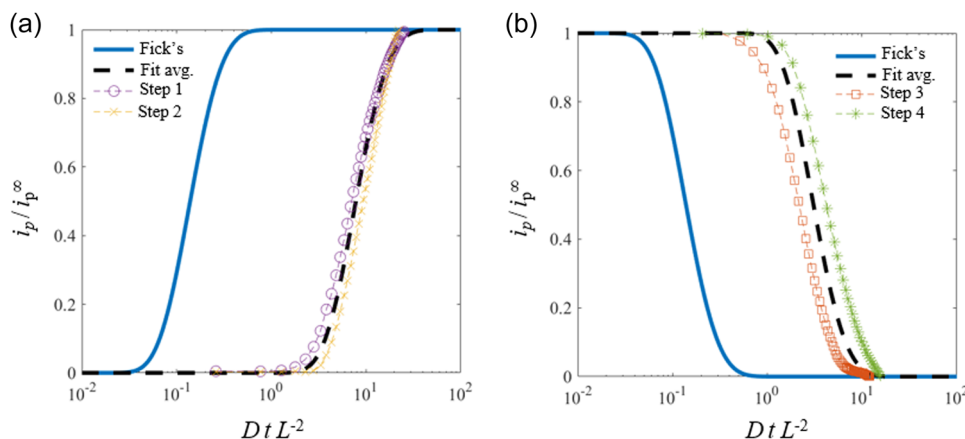 (a)
1
0.8
0.6
0.4
0.2
0
i_p / i_p^∞
Fick's
Fit avg.
Step 1
Step 2
10^-2
10^-1
10^0
10^1
10^2
D t L^-2
(b)
1
0.8
0.6
0.4
0.2
0
i_p / i_p^∞
Fick's
Fit avg.
Step 3
Step 4
10^-2
10^-1
10^0
10^1
10^2
D t L^-2